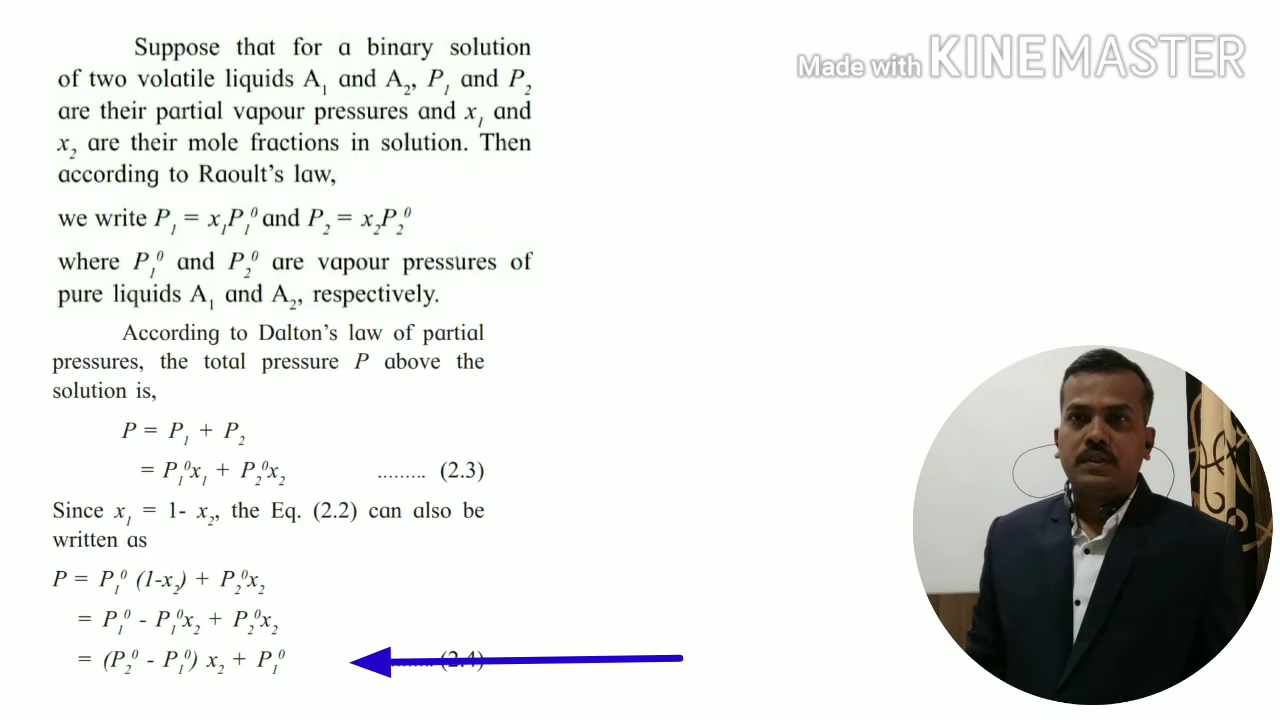 Suppose that for a binary solution
of two volatile liquids A₁ and A₂, P₁ and P₂
are their partial vapour pressures and x₁ and
x₂ are their mole fractions in solution. Then
according to Raoult's law,
we write P₁ = x₁P₁⁰ and P₂ = x₂P₂⁰
where P₁⁰ and P₂⁰ are vapour pressures of
pure liquids A₁ and A₂, respectively.
According to Dalton's law of partial
pressures, the total pressure P above the
solution is,
P = P₁ + P₂
= P₁⁰x₁ + P₂⁰x₂ ......... (2.3)
Since x₁ = 1- x₂, the Eq. (2.2) can also be
written as
P = P₁⁰ (1-x₂) + P₂⁰x₂
= P₁⁰ - P₁⁰x₂ + P₂⁰x₂
= (P₂⁰ - P₁⁰) x₂ + P₁⁰ ......... (2.4)
Made with KINEMASTER